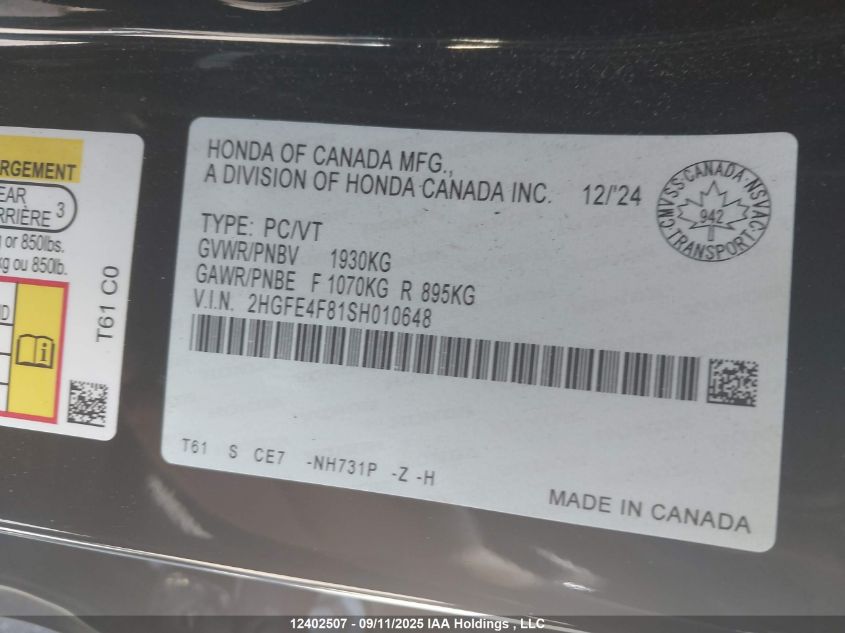 RGEMENT
EAR
RRIÈRE 3
or 850lbs.
kg ou 850lb.
T61 C0
HONDA OF CANADA MFG.,
A DIVISION OF HONDA CANADA INC. 12/'24
CMVSS·CANADA·NSVAC
942
TRANSPORT
TYPE: PC/VT
GVWR/PNBV 1930KG
GAWR/PNBE F 1070KG R 895KG
V.I.N. 2HGFE4F81SH010648
T61 S CE7 -NH731P -Z -H
MADE IN CANADA
12402507 - 09/11/2025 IAA Holdings , LLC